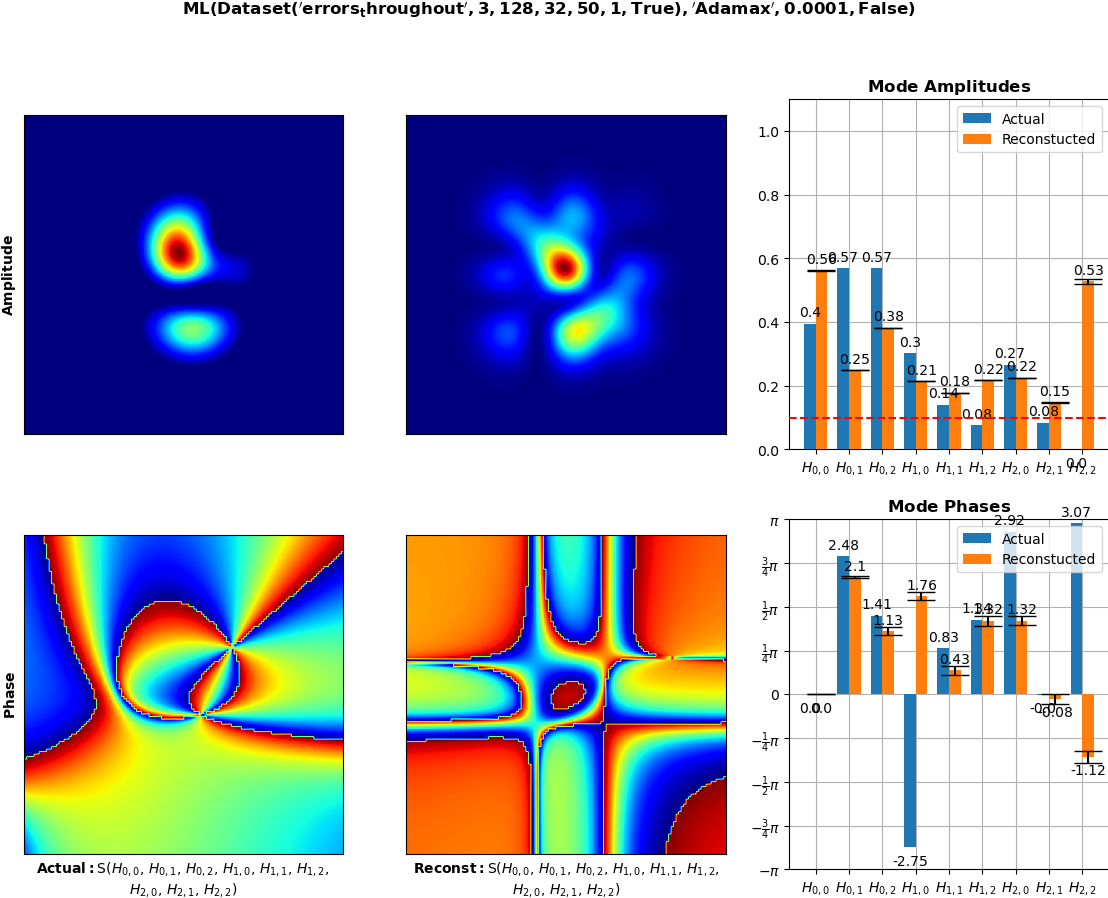 ML(Dataset('errors_throughout', 3, 128, 32, 50, 1, True), 'Adamax', 0.0001, False)
Amplitude
Mode Amplitudes
Actual
Reconstucted
1.0
0.8
0.6
0.4
0.2
0.0
0.4 0.56 0.57 0.25 0.57 0.38 0.3 0.21 0.14 0.18 0.08 0.22 0.27 0.22 0.08 0.15 0.0 0.53
H0,0 H0,1 H0,2 H1,0 H1,1 H1,2 H2,0 H2,1 H2,2
Phase
Mode Phases
Actual
Reconstucted
π
3/4π
1/2π
1/4π
0
−1/4π
−1/2π
−3/4π
−π
0.0 0.0 2.48 2.1 1.41 1.13 -2.75 1.76 0.83 0.43 1.34 1.32 2.92 1.32 -0.0 -0.08 3.07 -1.12
H0,0 H0,1 H0,2 H1,0 H1,1 H1,2 H2,0 H2,1 H2,2
Actual: S(H0,0, H0,1, H0,2, H1,0, H1,1, H1,2,
H2,0, H2,1, H2,2)
Reconst: S(H0,0, H0,1, H0,2, H1,0, H1,1, H1,2,
H2,0, H2,1, H2,2)